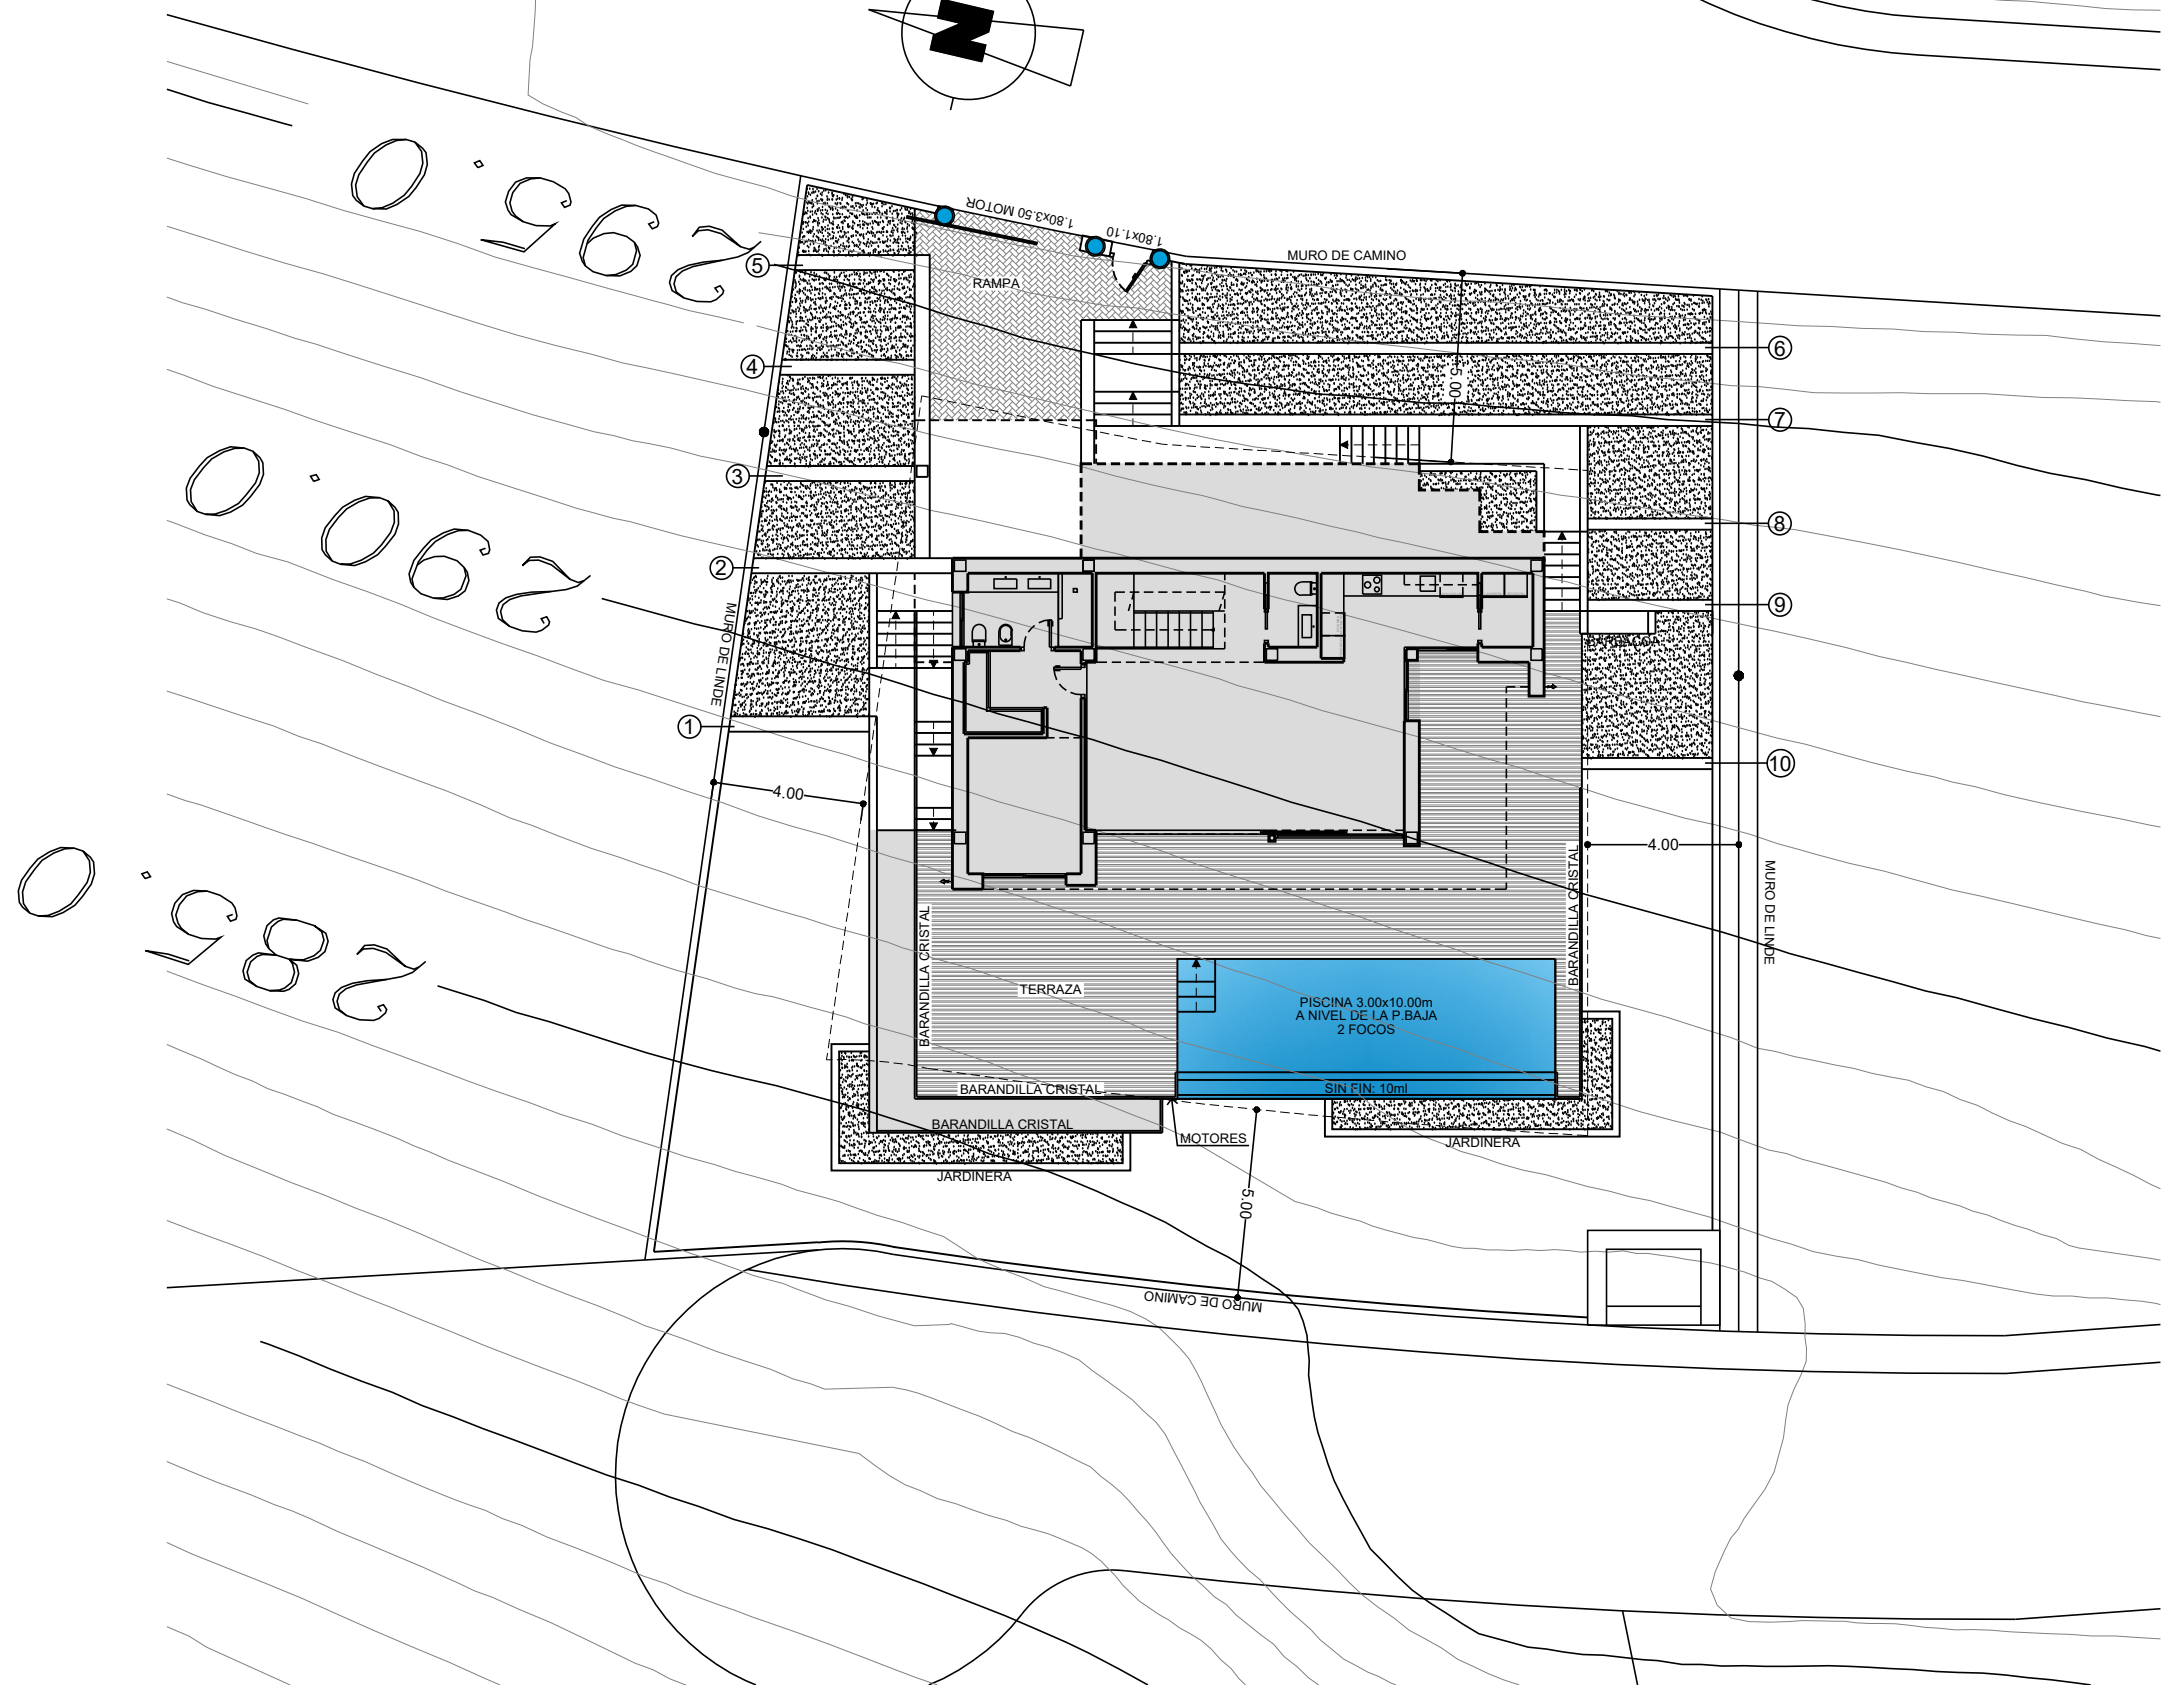 N
295.0
1.80x3.50 MOTOR
1.80x1.10
MURO DE CAMINO
RAMPA
5
4
3
2
1
6
7
8
9
10
5.00
290.0
MURO DE LINDE
BARBACOA
4.00
4.00
285.0
BARANDILLA CRISTAL
BARANDILLA CRISTAL
MURO DE LINDE
TERRAZA
PISCINA 3.00x10.00m
A NIVEL DE LA P.BAJA
2 FOCOS
SIN FIN: 10ml
BARANDILLA CRISTAL
BARANDILLA CRISTAL
MOTORES
JARDINERA
JARDINERA
5.00
MURO DE CAMINO